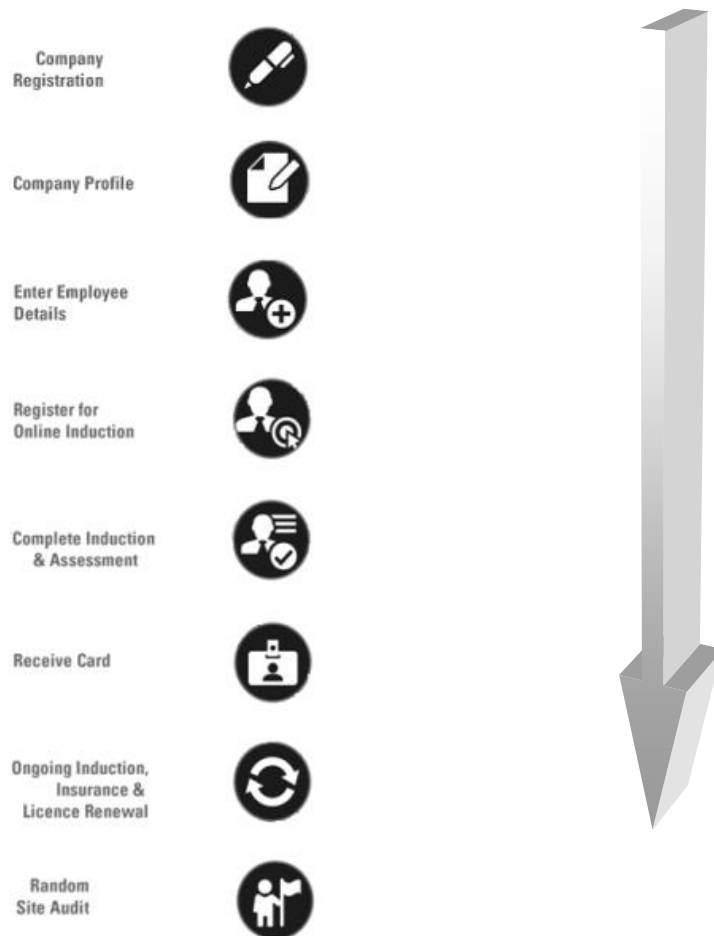 Company
Registration
Company Profile
Enter Employee
Details
Register for
Online Induction
Complete Induction
& Assessment
Receive Card
Ongoing Induction,
Insurance &
Licence Renewal
Random
Site Audit